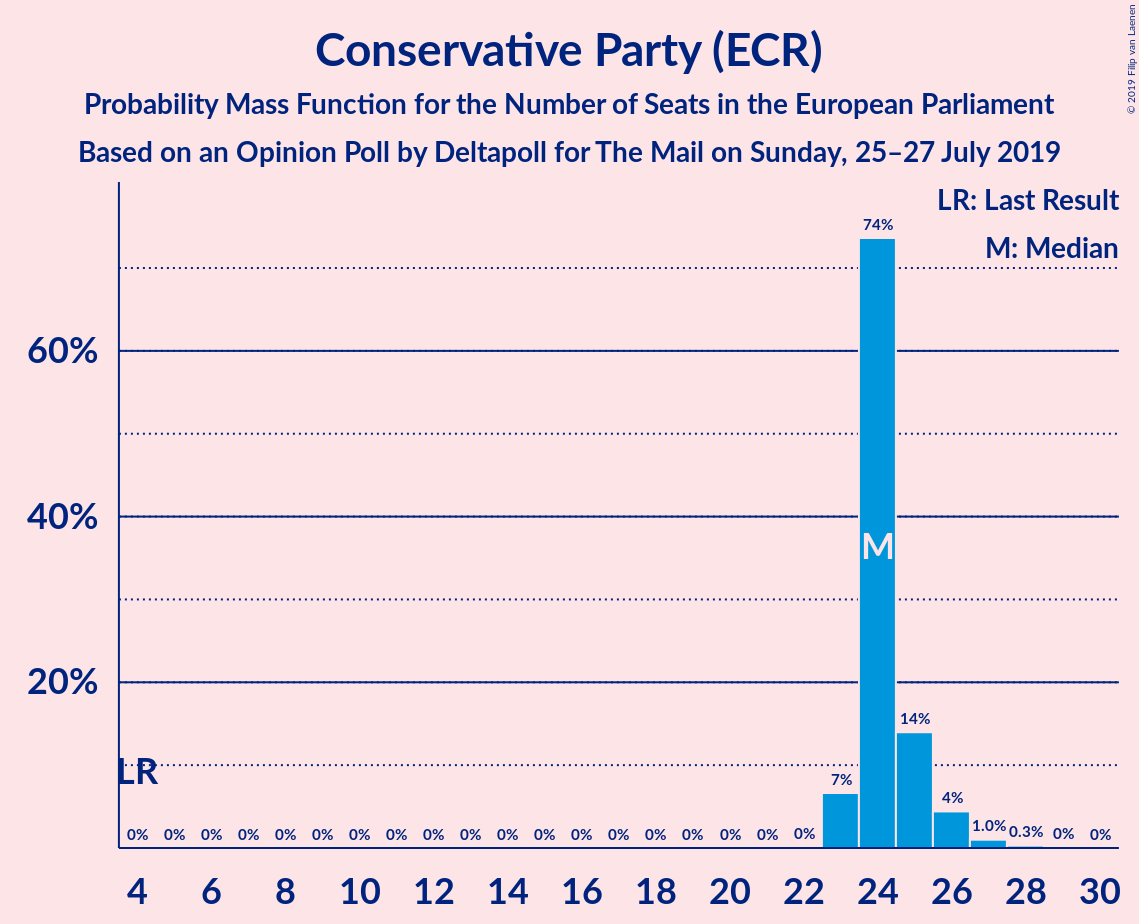 Conservative Party (ECR)
Probability Mass Function for the Number of Seats in the European Parliament
Based on an Opinion Poll by Deltapoll for The Mail on Sunday, 25–27 July 2019
© 2019 Filip van Laenen
LR: Last Result
M: Median
74%
60%
40%
M
20%
14%
LR
7%
4%
0% 0% 0% 0% 0% 0% 0% 0% 0% 0% 0% 0% 0% 0% 0% 0% 0% 0% 0% 1.0% 0.3% 0% 0%
4 6 8 10 12 14 16 18 20 22 24 26 28 30